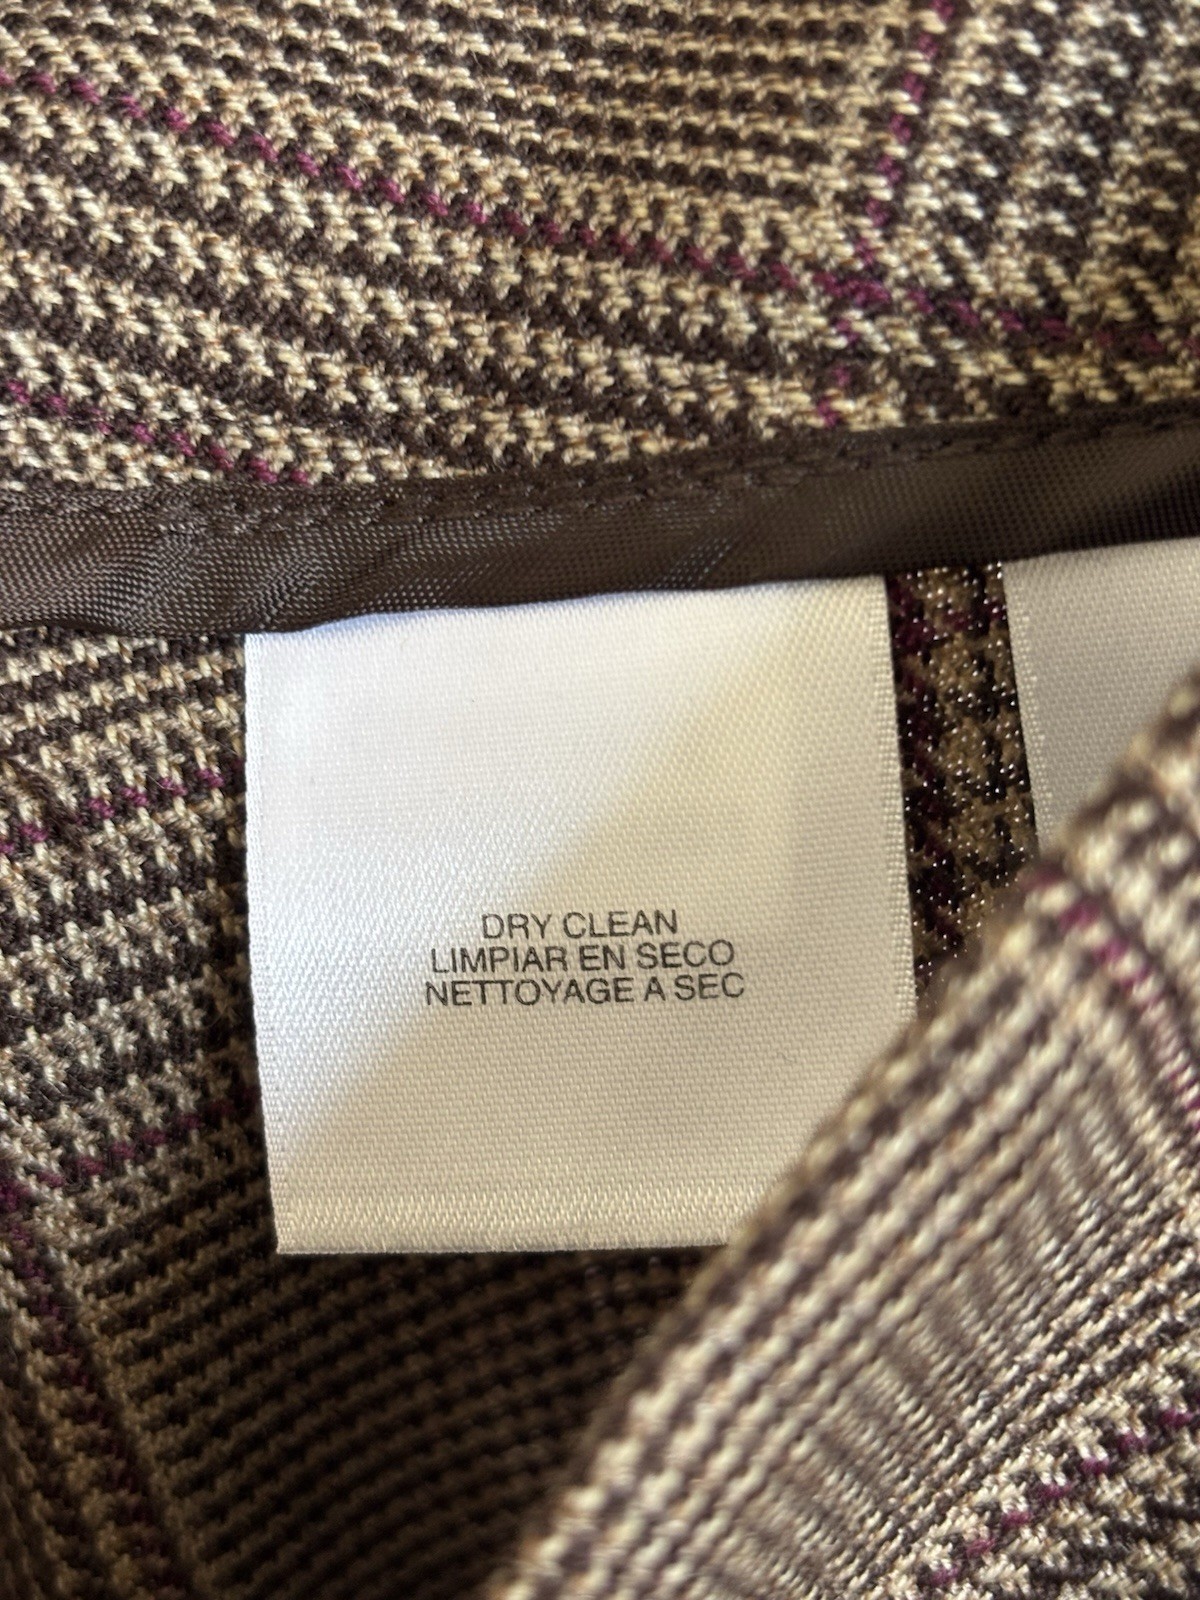 DRY CLEAN
LIMPIAR EN SECO
NETTOYAGE A SEC